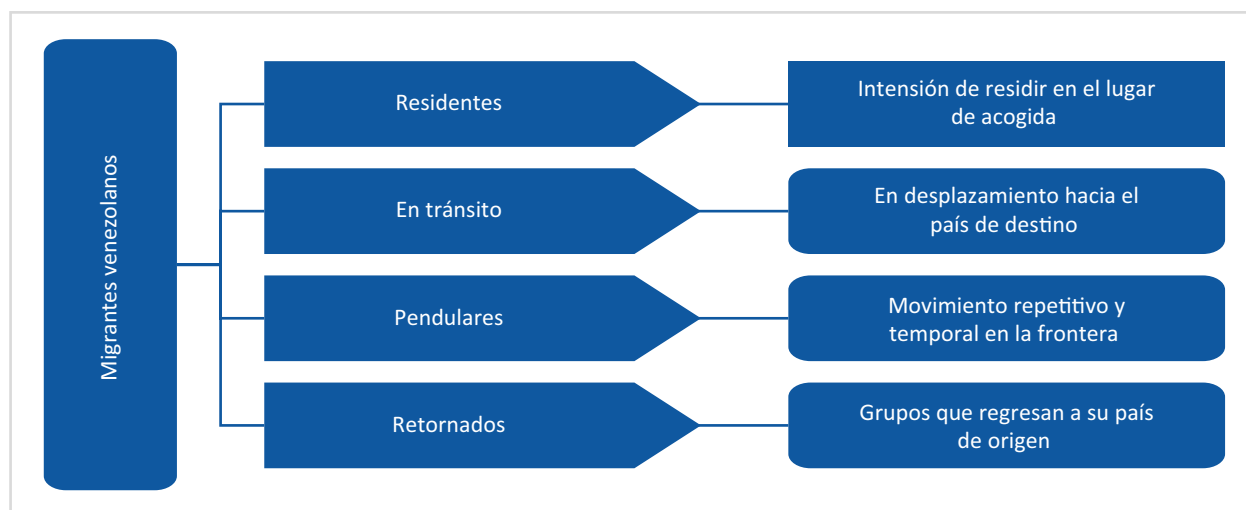 Migrantes venezolanos
Residentes
Intensión de residir en el lugar
de acogida
En tránsito
En desplazamiento hacia el
país de destino
Pendulares
Movimiento repetitivo y
temporal en la frontera
Retornados
Grupos que regresan a su país
de origen